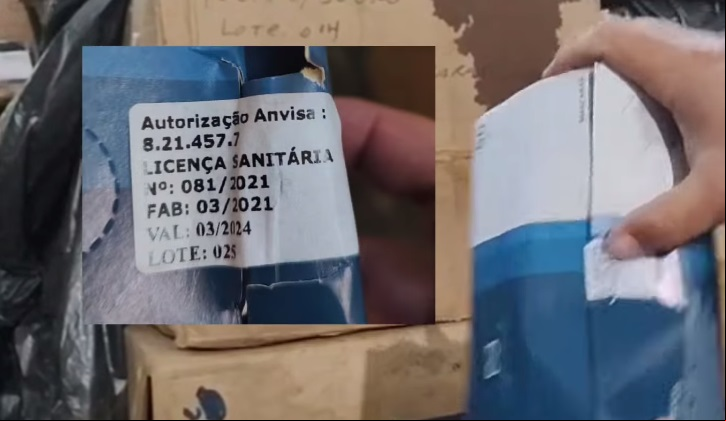 LOTE. 014
Autorização Anvisa :
8.21.457.7
LICENÇA SANITÁRIA
Nº: 081/2021
FAB: 03/2021
VAL: 03/2024
LOTE: 025